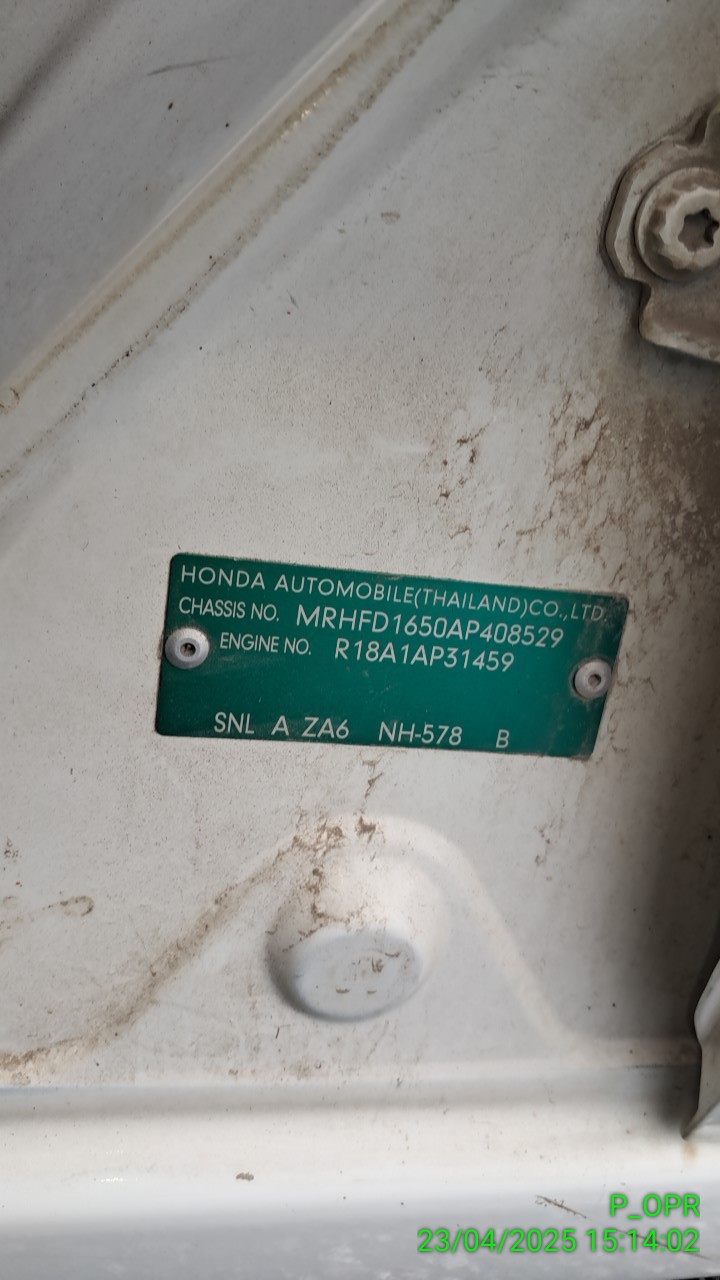 HONDA AUTOMOBILE(THAILAND)CO.,LTD.
CHASSIS NO. MRHFD1650AP408529
ENGINE NO. R18A1AP31459
SNL A ZA6 NH-578 B
P_OPR
23/04/2025 15:14:02